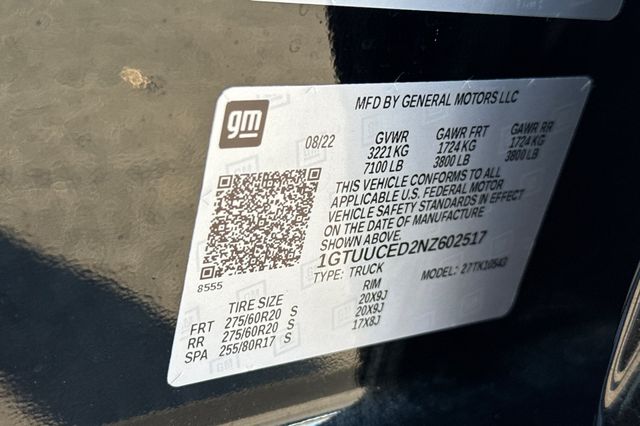 gm
MFD BY GENERAL MOTORS LLC
08/22
GVWR GAWR FRT GAWR RR
3221 KG 1724 KG 1724 KG
7100 LB 3800 LB 3800 LB
THIS VEHICLE CONFORMS TO ALL
APPLICABLE U.S. FEDERAL MOTOR
VEHICLE SAFETY STANDARDS IN EFFECT
ON THE DATE OF MANUFACTURE
SHOWN ABOVE.
1GTUUCED2NZ602517
8555
TYPE: TRUCK MODEL: 27TK10543
TIRE SIZE RIM
FRT 275/60R20 S 20X9J
RR 275/60R20 S 20X9J
SPA 255/80R17 S 17X8J